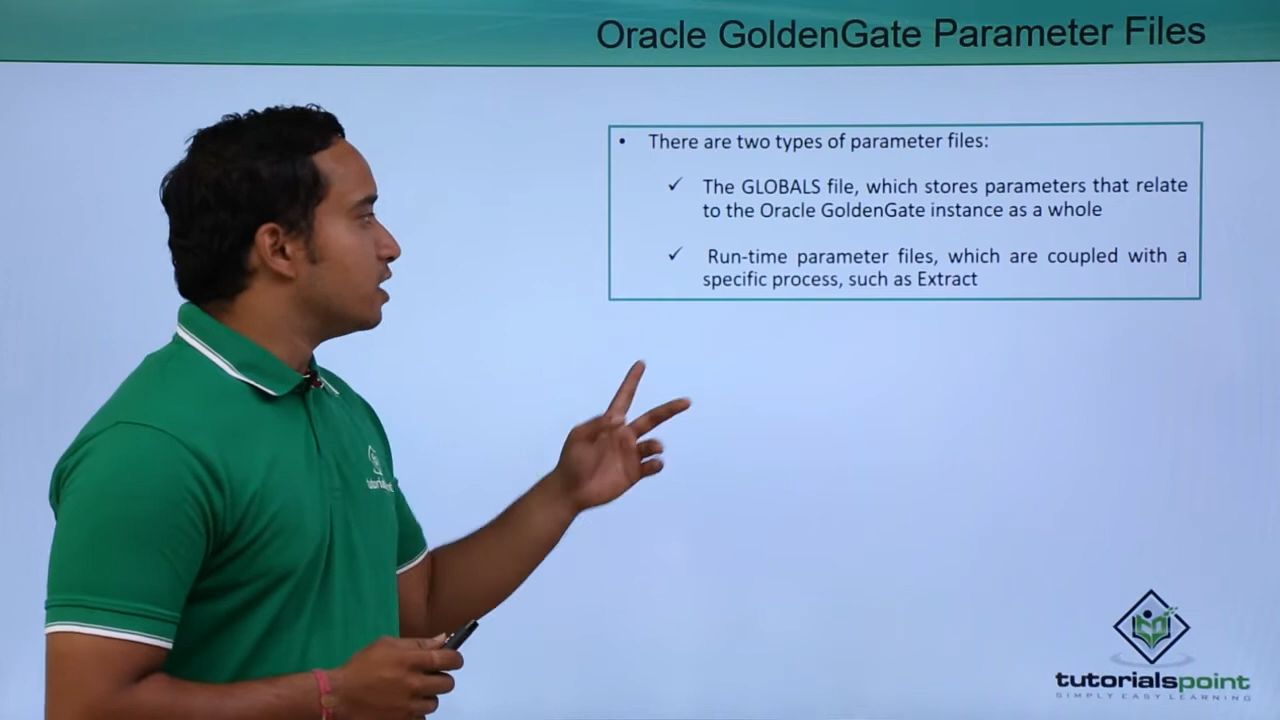 Oracle GoldenGate Parameter Files
• There are two types of parameter files:
✓ The GLOBALS file, which stores parameters that relate
to the Oracle GoldenGate instance as a whole
✓ Run-time parameter files, which are coupled with a
specific process, such as Extract
tutorialspoint
SIMPLY EASY LEARNING